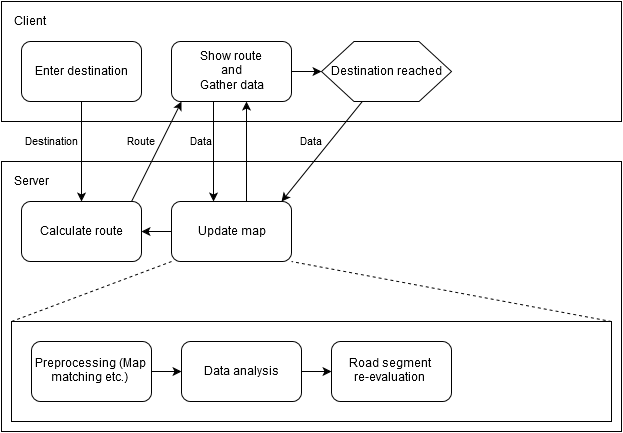 Client
Enter destination
Show route
and
Gather data
Destination reached
Destination
Route
Data
Data
Server
Calculate route
Update map
Preprocessing (Map
matching etc.)
Data analysis
Road segment
re-evaluation